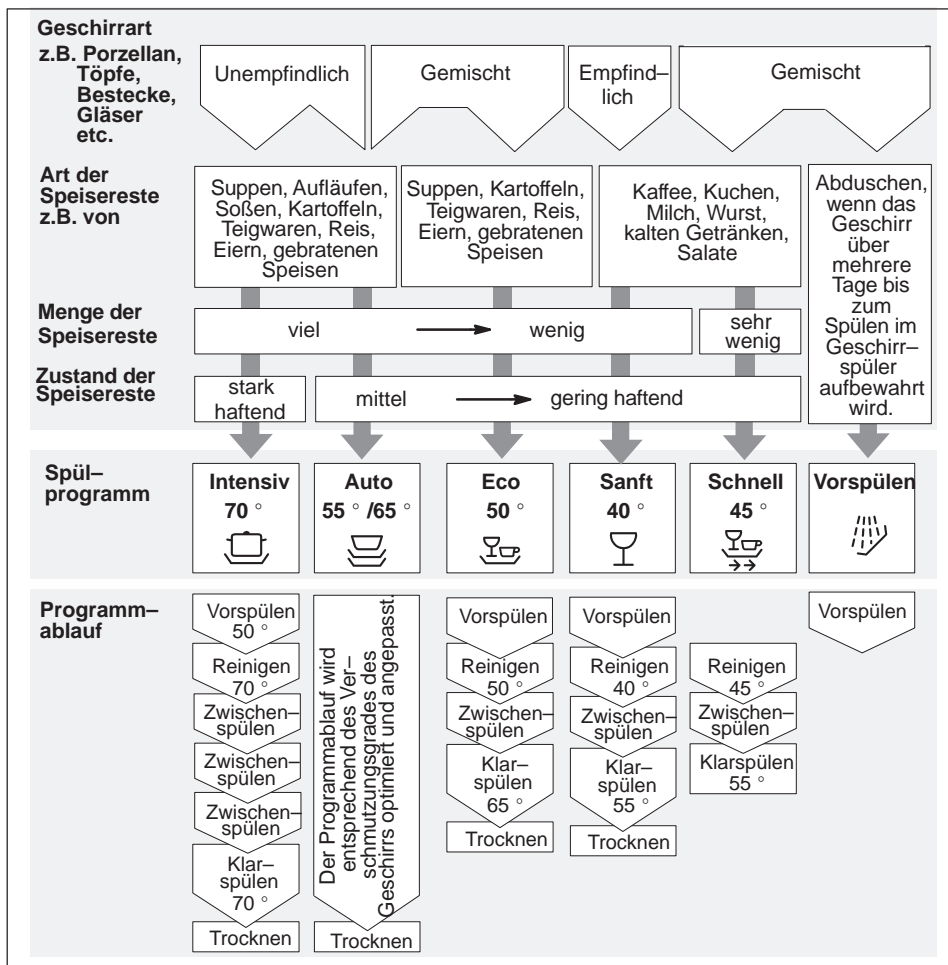 Geschirrart
z.B. Porzellan,
Töpfe,
Bestecke,
Gläser
etc.
Unempfindlich
Gemischt
Empfind–
lich
Gemischt
Art der
Speisereste
z.B. von
Suppen, Aufläufen,
Soßen, Kartoffeln,
Teigwaren, Reis,
Eiern, gebratenen
Speisen
Suppen, Kartoffeln,
Teigwaren, Reis,
Eiern, gebratenen
Speisen
Kaffee, Kuchen,
Milch, Wurst,
kalten Getränken,
Salate
Abduschen,
wenn das
Geschirr
über
mehrere
Tage bis
zum
Spülen im
Geschirr–
spüler
aufbewahrt
wird.
Menge der
Speisereste
viel
wenig
sehr
wenig
Zustand der
Speisereste
stark
haftend
mittel
gering haftend
Spül–
programm
Intensiv
70 °
Auto
55 ° /65 °
Eco
50 °
Sanft
40 °
Schnell
45 °
Vorspülen
Programm–
ablauf
Vorspülen
50 °
Reinigen
70 °
Zwischen–
spülen
Zwischen–
spülen
Zwischen–
spülen
Klar–
spülen
70 °
Trocknen
Der Programmablauf wird
entsprechend des Ver–
schmutzungsgrades des
Geschirrs optimiert und angepasst.
Trocknen
Vorspülen
Reinigen
50 °
Zwischen–
spülen
Klar–
spülen
65 °
Trocknen
Vorspülen
Reinigen
40 °
Zwischen–
spülen
Klar–
spülen
55 °
Trocknen
Reinigen
45 °
Zwischen–
spülen
Klarspülen
55 °
Vorspülen